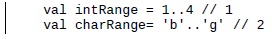 val intRange = 1..4 // 1
val charRange= 'b'..'g' // 2